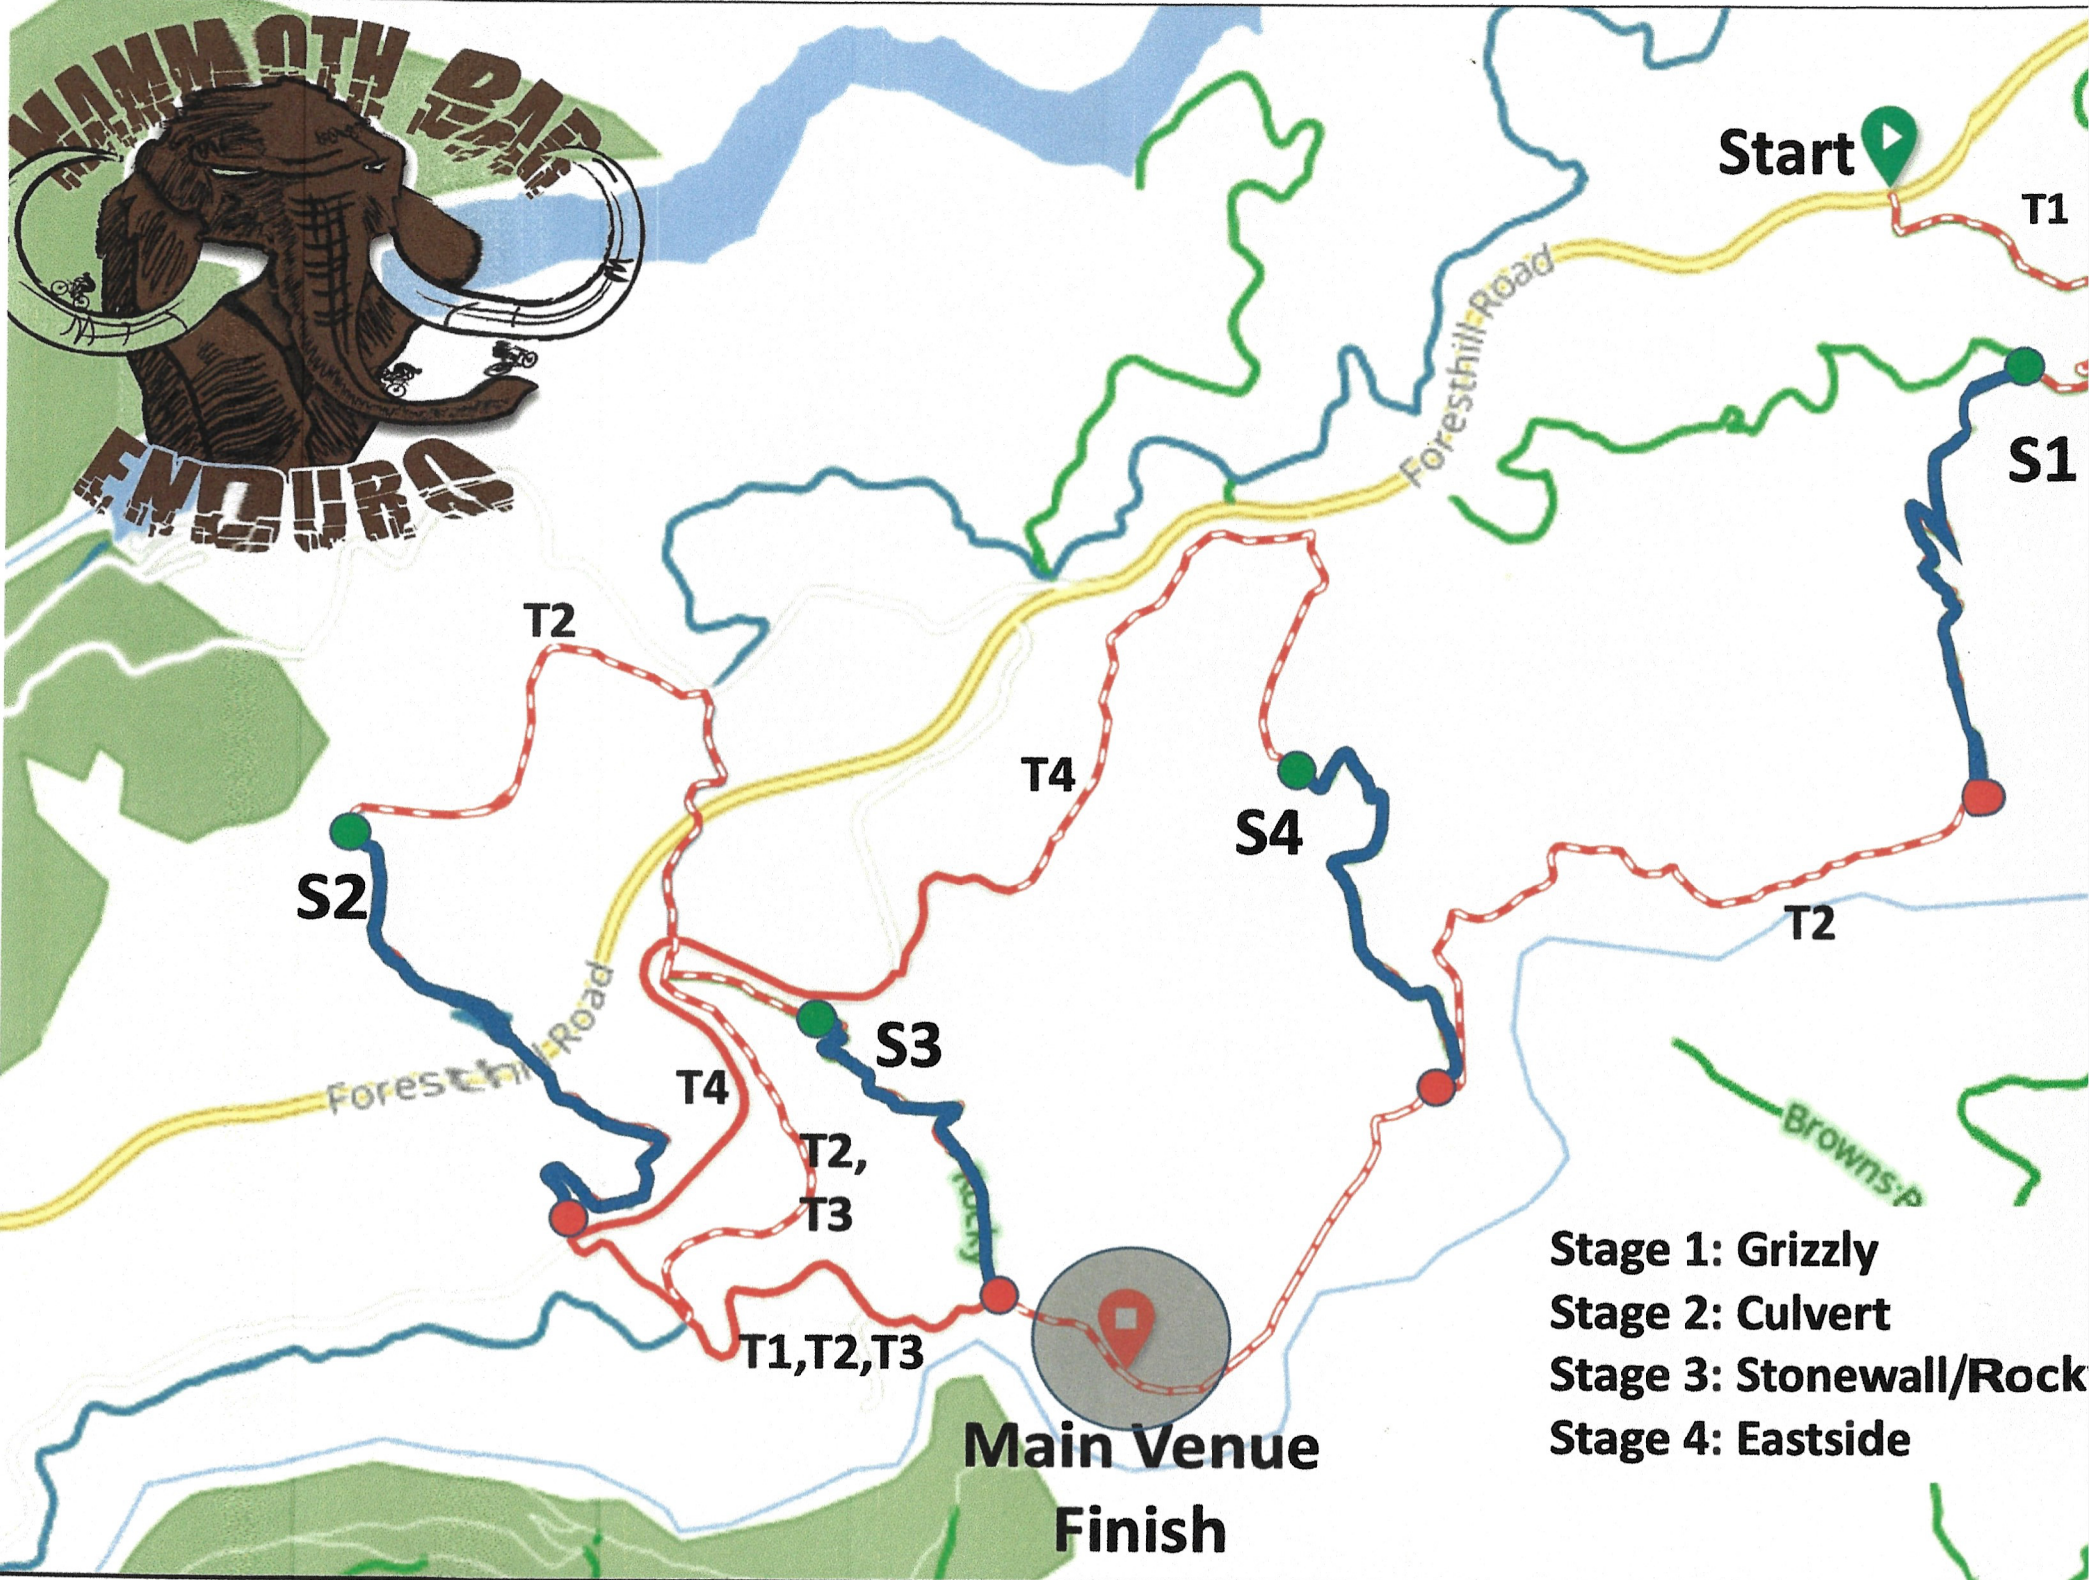 MAMMOTH BAR
ENDURO
Start
T1
Foresthill Road
S1
T2
T4
S4
S2
T2
Foresthill Road
S3
T4
T2,
T3
Rocky
Browns
T1,T2,T3
Main Venue
Finish
Stage 1: Grizzly
Stage 2: Culvert
Stage 3: Stonewall/Rock
Stage 4: Eastside